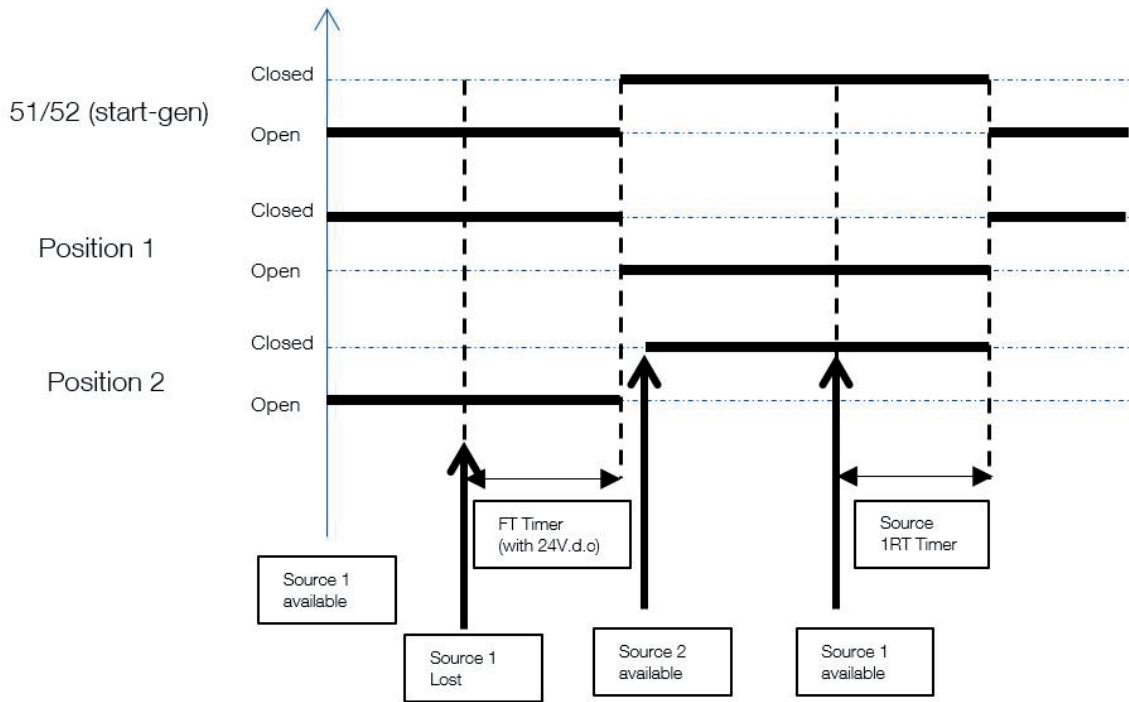 Closed
51/52 (start-gen)
Open
Closed
Position 1
Open
Closed
Position 2
Open
FT Timer
(with 24V.d.c)
Source
1RT Timer
Source 1
available
Source 1
Lost
Source 2
available
Source 1
available